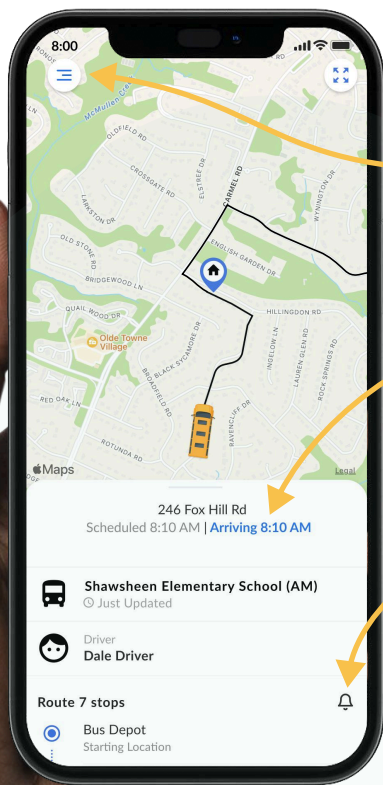 8:00
RD
McMullen Cre
LN
OLDFIELD RD
ELSTREE DR
CARMEL RD
CROSSGATE RD
WYNINGTON DR
LARKSTON DR
OLD STONE RD
ENGLISH GARDEN DR
BRIDGEWOOD LN
QUAIL WOOD DR
HILLINGDON RD
Olde Towne
Village
BLACK SYCAMORE DR
INGELOW LN
LAUREN GLEN RD
ROCK SPRINGS RD
BROADFIELD RD
RED OAK LN
RAVENCLIFF DR
ROTUNDA RD
Maps
Legal
246 Fox Hill Rd
Scheduled 8:10 AM | Arriving 8:10 AM
Shawsheen Elementary School (AM)
Just Updated
Driver
Dale Driver
Route 7 stops
Bus Depot
Starting Location